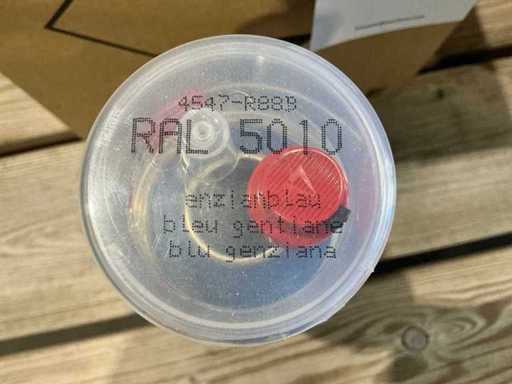 4547-R889
RAL 5010
enzianblau
bleu gentiane
blu genziana